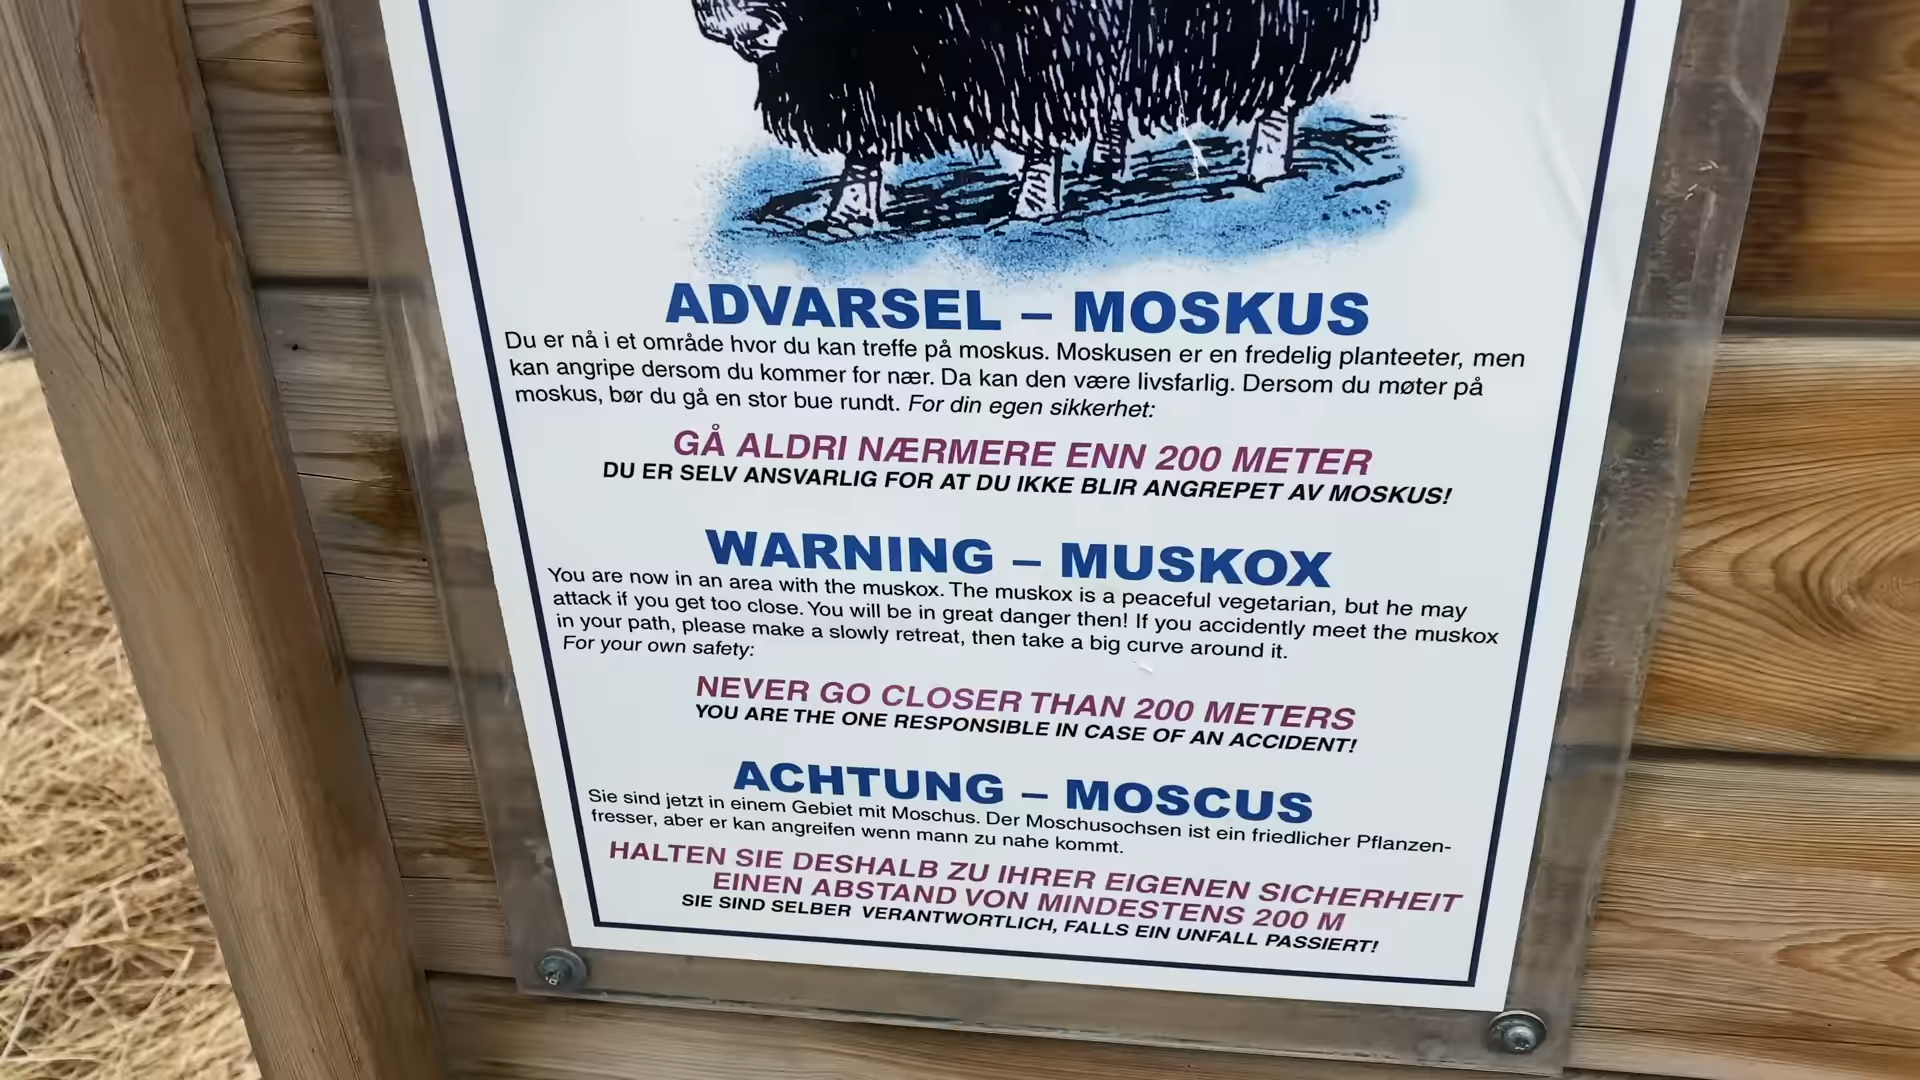 ADVARSEL – MOSKUS
Du er nå i et område hvor du kan treffe på moskus. Moskusen er en fredelig planteeter, men
kan angripe dersom du kommer for nær. Da kan den være livsfarlig. Dersom du møter på
moskus, bør du gå en stor bue rundt. For din egen sikkerhet:
GÅ ALDRI NÆRMERE ENN 200 METER
DU ER SELV ANSVARLIG FOR AT DU IKKE BLIR ANGREPET AV MOSKUS!
WARNING – MUSKOX
You are now in an area with the muskox. The muskox is a peaceful vegetarian, but he may
attack if you get too close. You will be in great danger then! If you accidently meet the muskox
in your path, please make a slowly retreat, then take a big curve around it.
For your own safety:
NEVER GO CLOSER THAN 200 METERS
YOU ARE THE ONE RESPONSIBLE IN CASE OF AN ACCIDENT!
ACHTUNG – MOSCUS
Sie sind jetzt in einem Gebiet mit Moschus. Der Moschusochsen ist ein friedlicher Pflanzen-
fresser, aber er kan angreifen wenn mann zu nahe kommt.
HALTEN SIE DESHALB ZU IHRER EIGENEN SICHERHEIT
EINEN ABSTAND VON MINDESTENS 200 M
SIE SIND SELBER VERANTWORTLICH, FALLS EIN UNFALL PASSIERT!